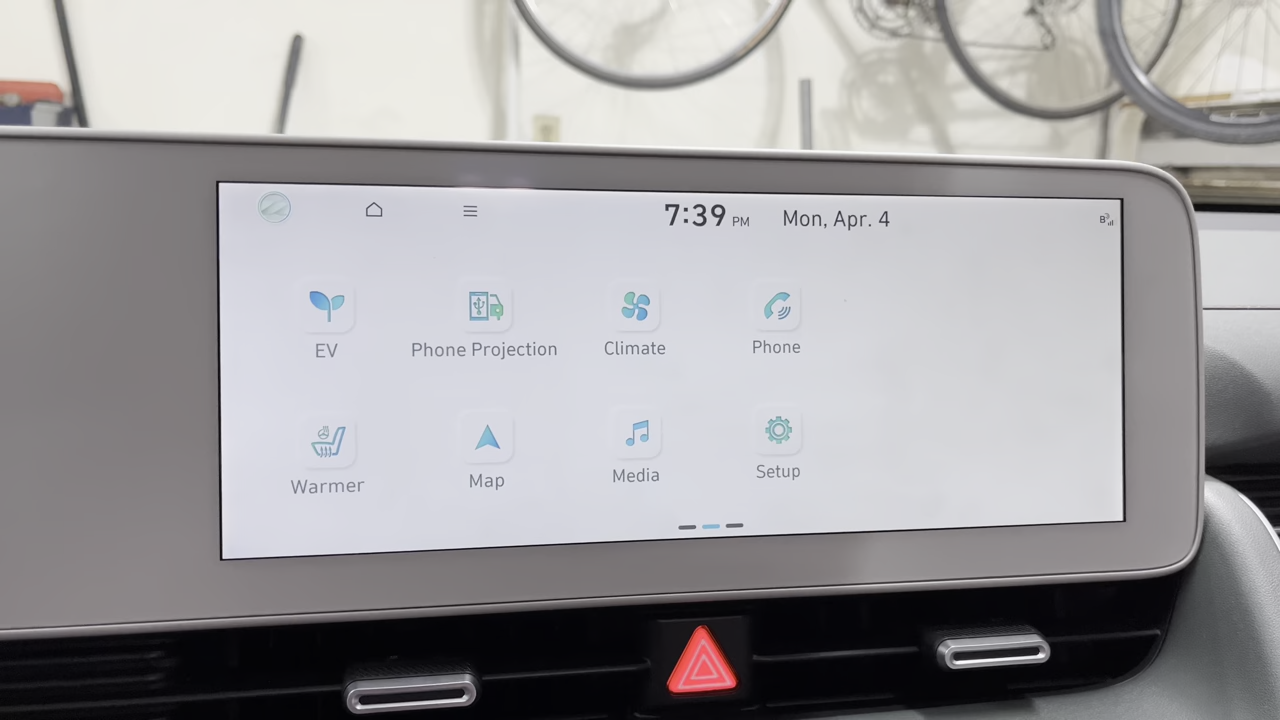 7:39 PM Mon, Apr. 4
EV Phone Projection Climate Phone
Warmer Map Media Setup